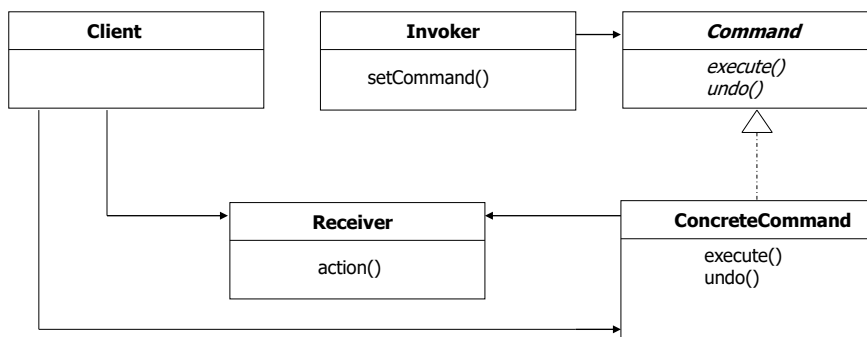 Client
Invoker
setCommand()
Command
execute()
undo()
Receiver
action()
ConcreteCommand
execute()
undo()